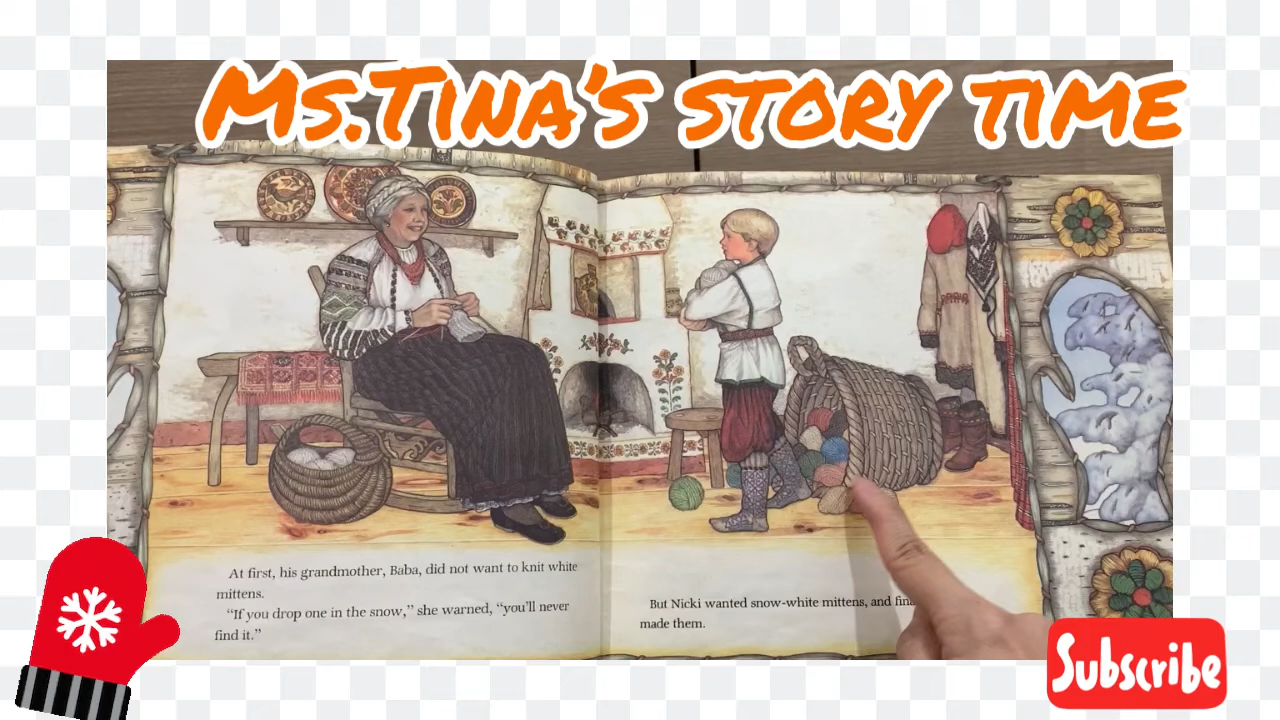 Ms.Tina's story time
At first, his grandmother, Baba, did not want to knit white
mittens.
"If you drop one in the snow," she warned, "you'll never
find it."
But Nicki wanted snow-white mittens, and
made them.
Subscribe